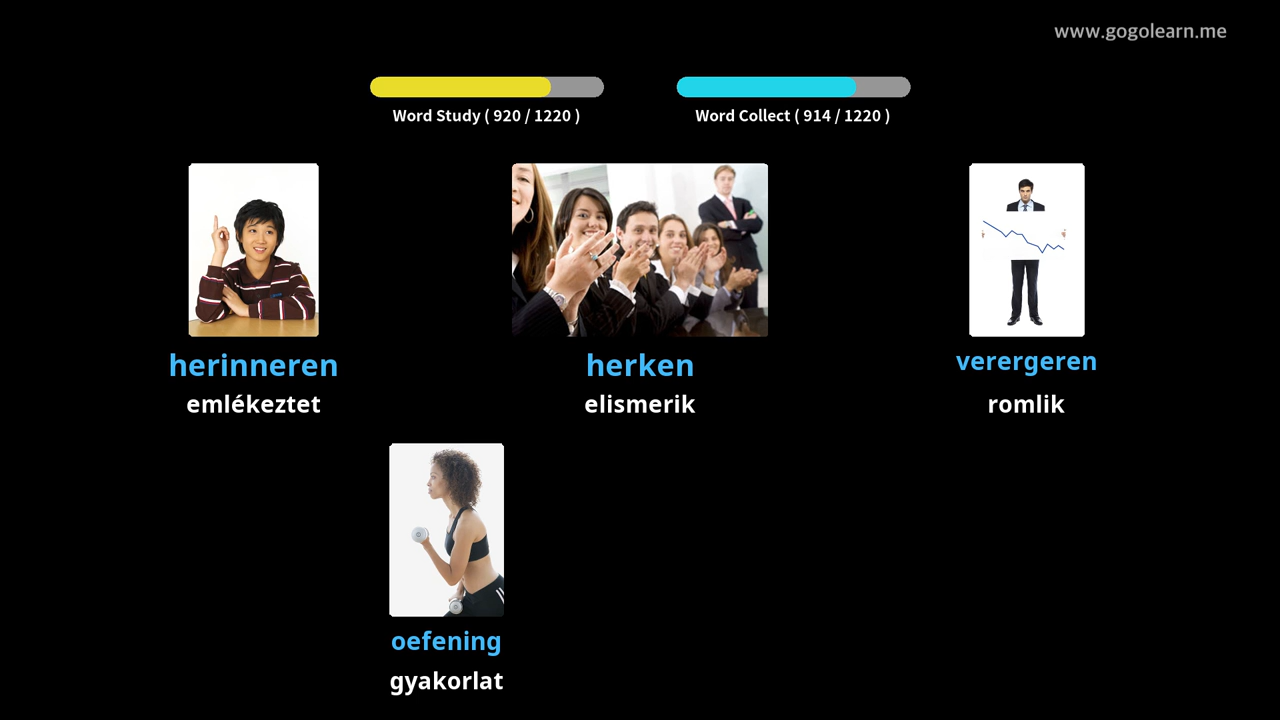 www.gogolearn.me
Word Study ( 920 / 1220 )
Word Collect ( 914 / 1220 )
herinneren
emlékeztet
herken
elismerik
verergeren
romlik
oefening
gyakorlat